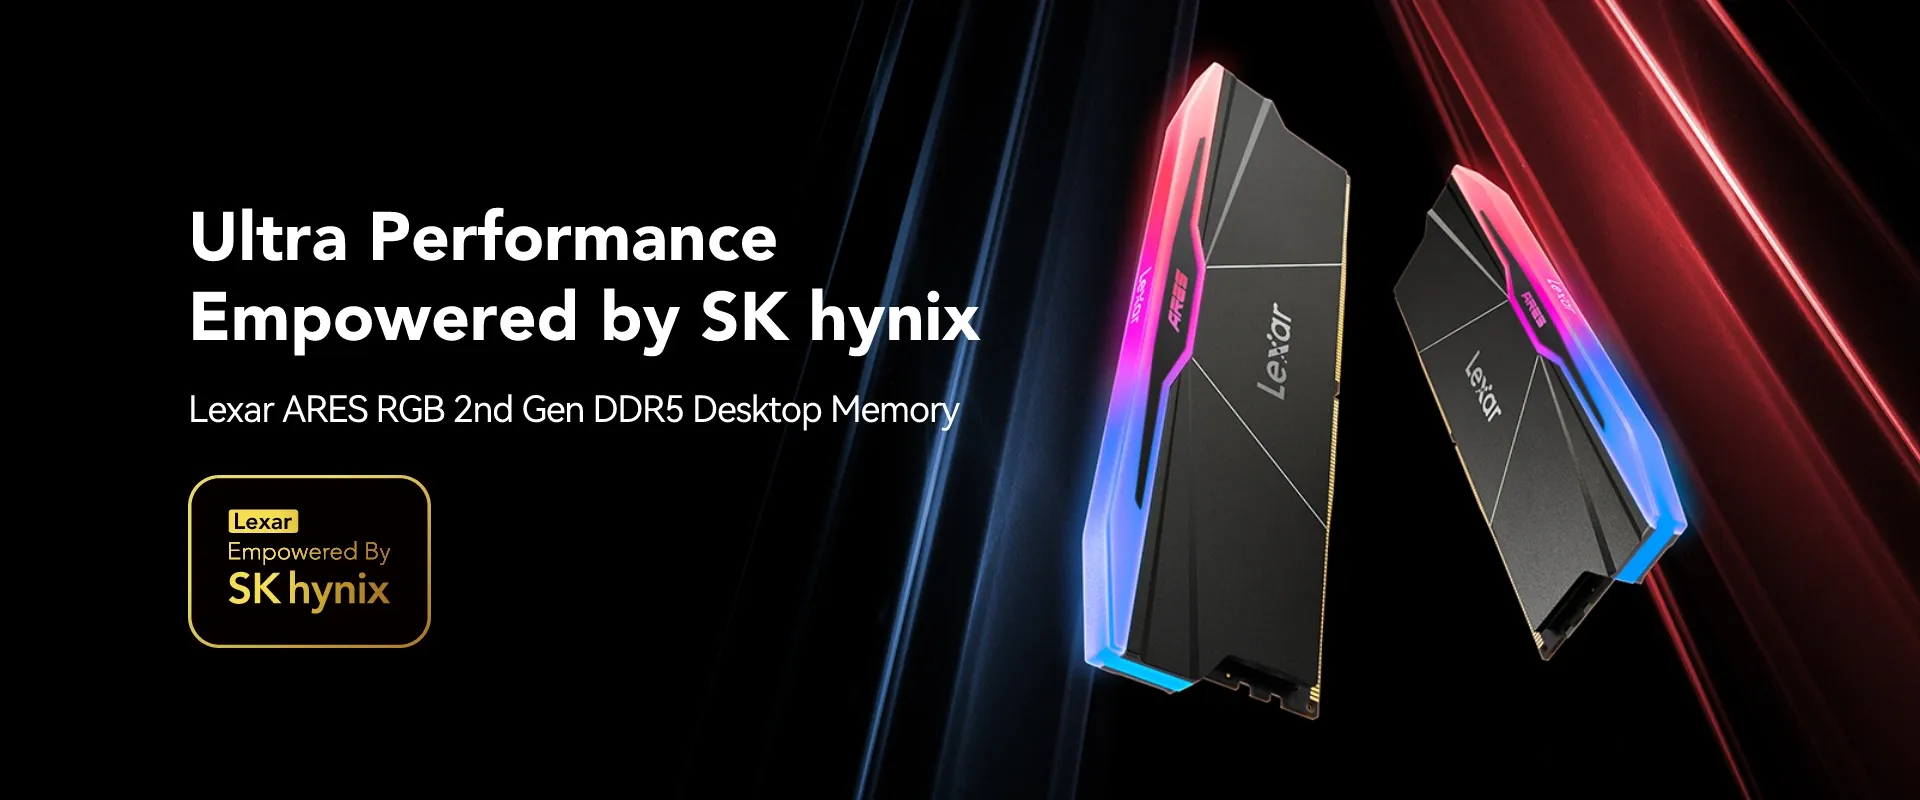 Ultra Performance
Empowered by SK hynix
Lexar ARES RGB 2nd Gen DDR5 Desktop Memory
Lexar
Empowered By
SK hynix
Lexar
ARES
Lexar
Lexar
ARES
Lexar